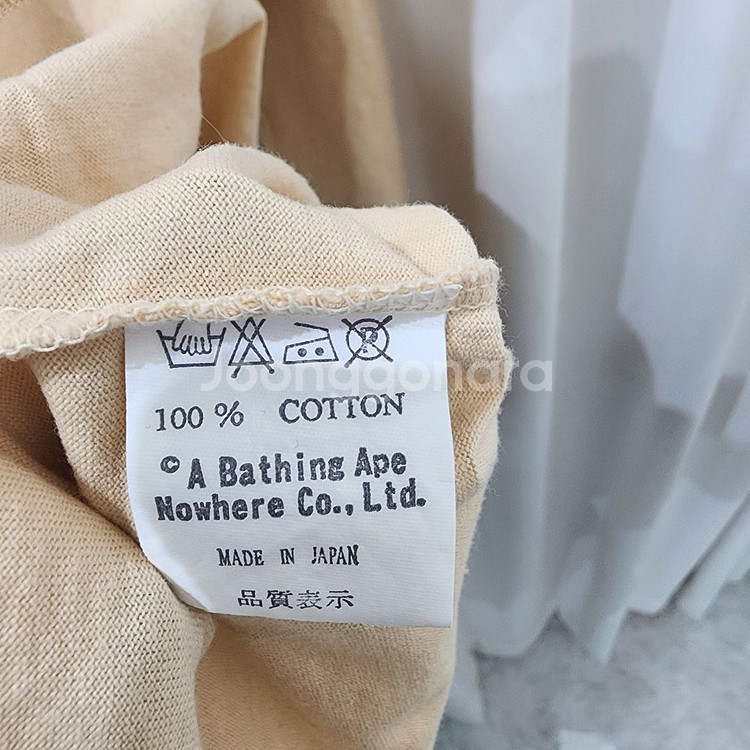 Joonggonara
100 % COTTON
© A Bathing Ape
Nowhere Co., Ltd.
MADE IN JAPAN
品質表示